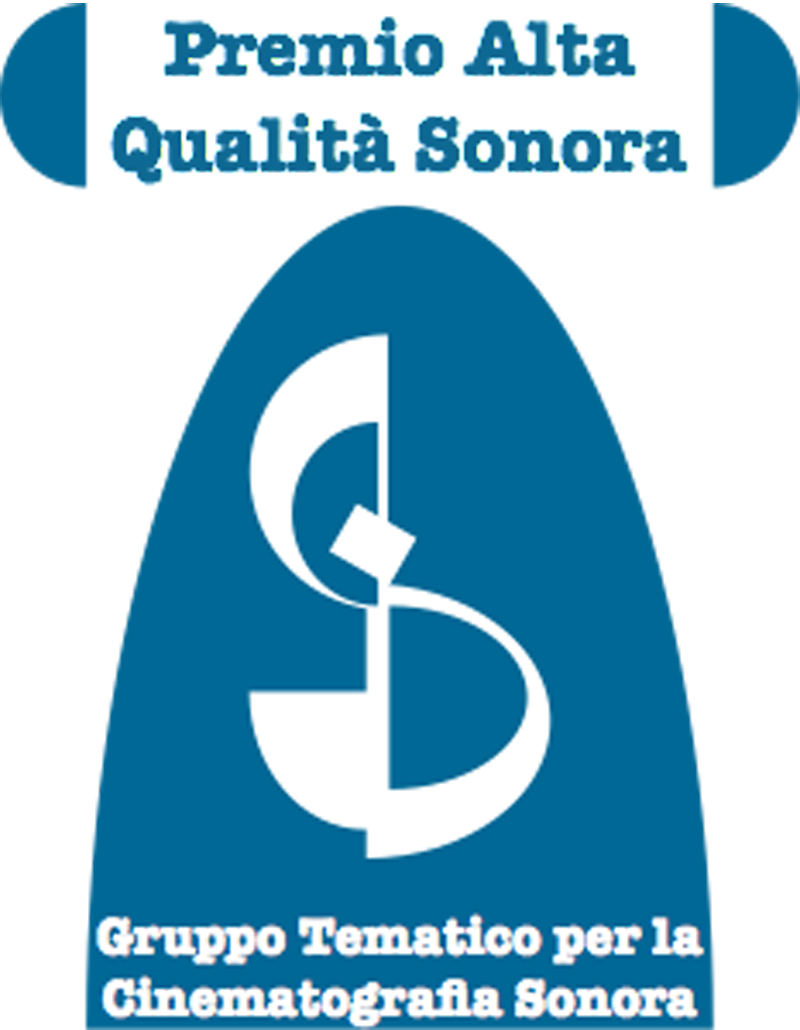 Premio Alta
Qualità Sonora
Gruppo Tematico per la
Cinematografia Sonora